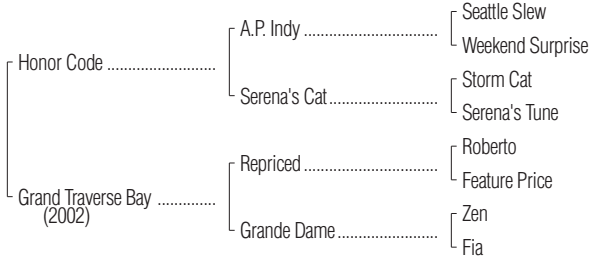 Seattle Slew
A.P. Indy ..............................
Weekend Surprise
Honor Code ........................
Storm Cat
Serena's Cat........................
Serena's Tune
Roberto
Repriced ..............................
Feature Price
Grand Traverse Bay .............
(2002)
Zen
Grande Dame......................
Fia